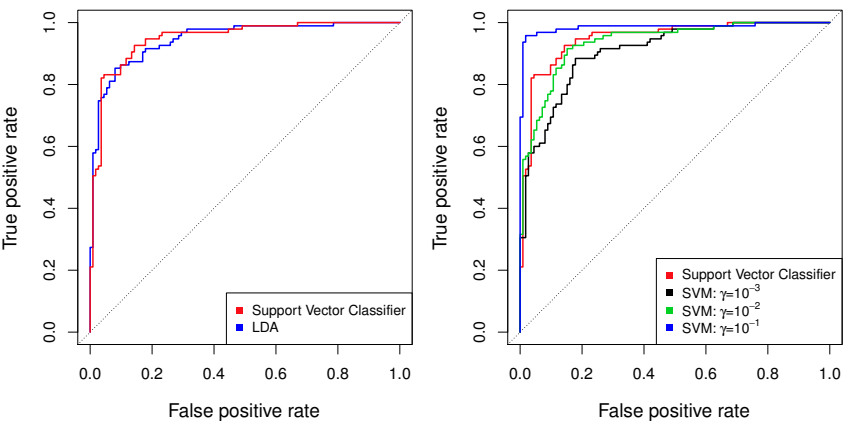 True positive rate
0.0 0.2 0.4 0.6 0.8 1.0
Support Vector Classifier
LDA
0.0 0.2 0.4 0.6 0.8 1.0
False positive rate
True positive rate
0.0 0.2 0.4 0.6 0.8 1.0
Support Vector Classifier
SVM: γ=10⁻³
SVM: γ=10⁻²
SVM: γ=10⁻¹
0.0 0.2 0.4 0.6 0.8 1.0
False positive rate